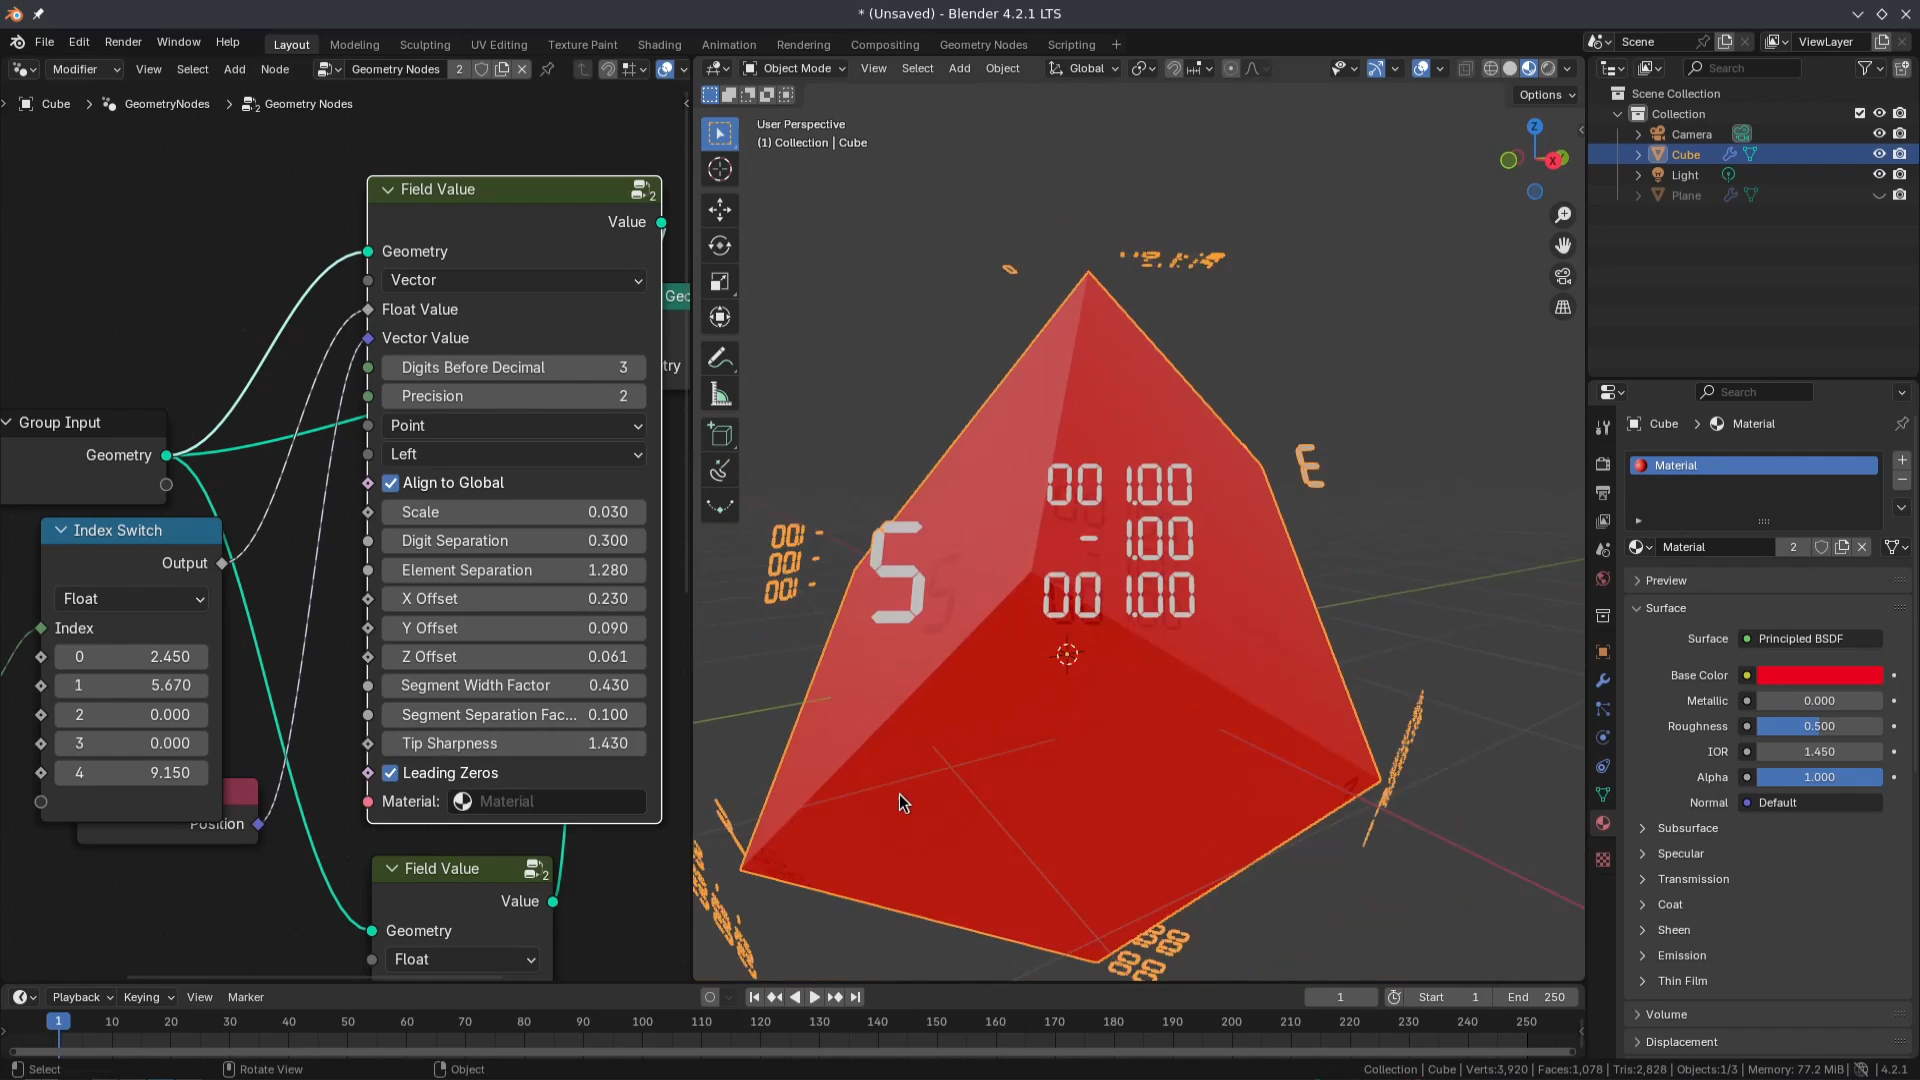 * (Unsaved) - Blender 4.2.1 LTS
File Edit Render Window Help
Layout Modeling Sculpting UV Editing Texture Paint Shading Animation Rendering Compositing Geometry Nodes Scripting +
Scene ViewLayer
Modifier View Select Add Node Geometry Nodes 2
Cube > GeometryNodes > Geometry Nodes
2
Field Value
2
Value
Geometry
Vector
Float Value
Vector Value
Digits Before Decimal 3
Precision 2
Point
Left
Align to Global
Scale 0.030
Digit Separation 0.300
Element Separation 1.280
X Offset 0.230
Y Offset 0.090
Z Offset 0.061
Segment Width Factor 0.430
Segment Separation Fac... 0.100
Tip Sharpness 1.430
Leading Zeros
Material: Material
Geo
try
Group Input
Geometry
Index Switch
Output
Float
Index
0 2.450
1 5.670
2 0.000
3 0.000
4 9.150
Position
Field Value
2
Value
Geometry
Float
Object Mode View Select Add Object Global
Options
User Perspective
(1) Collection | Cube
Z
X
5
001.00
-1.00
001.00
Search
Scene Collection
Collection
Camera
Cube
Light
Plane
Search
Cube > Material
Material
Material 2
Preview
Surface
Surface Principled BSDF
Base Color
Metallic 0.000
Roughness 0.500
IOR 1.450
Alpha 1.000
Normal Default
Subsurface
Specular
Transmission
Coat
Sheen
Emission
Thin Film
Volume
Displacement
Playback Keying View Marker
1 Start 1 End 250
1 10 20 30 40 50 60 70 80 90 100 110 120 130 140 150 160 170 180 190 200 210 220 230 240 250
Select Rotate View Object
Collection | Cube | Verts:3,920 | Faces:1,078 | Tris:2,828 | Objects:1/3 | Memory: 77.2 MiB | 4.2.1